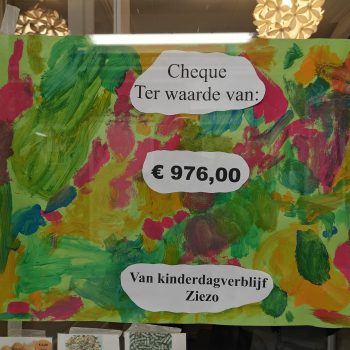 Cheque
Ter waarde van:
€ 976,00
Van kinderdagverblijf
Ziezo